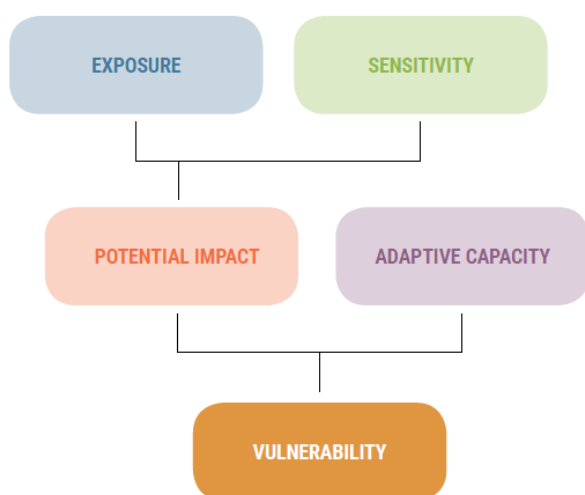 EXPOSURE
SENSITIVITY
POTENTIAL IMPACT
ADAPTIVE CAPACITY
VULNERABILITY